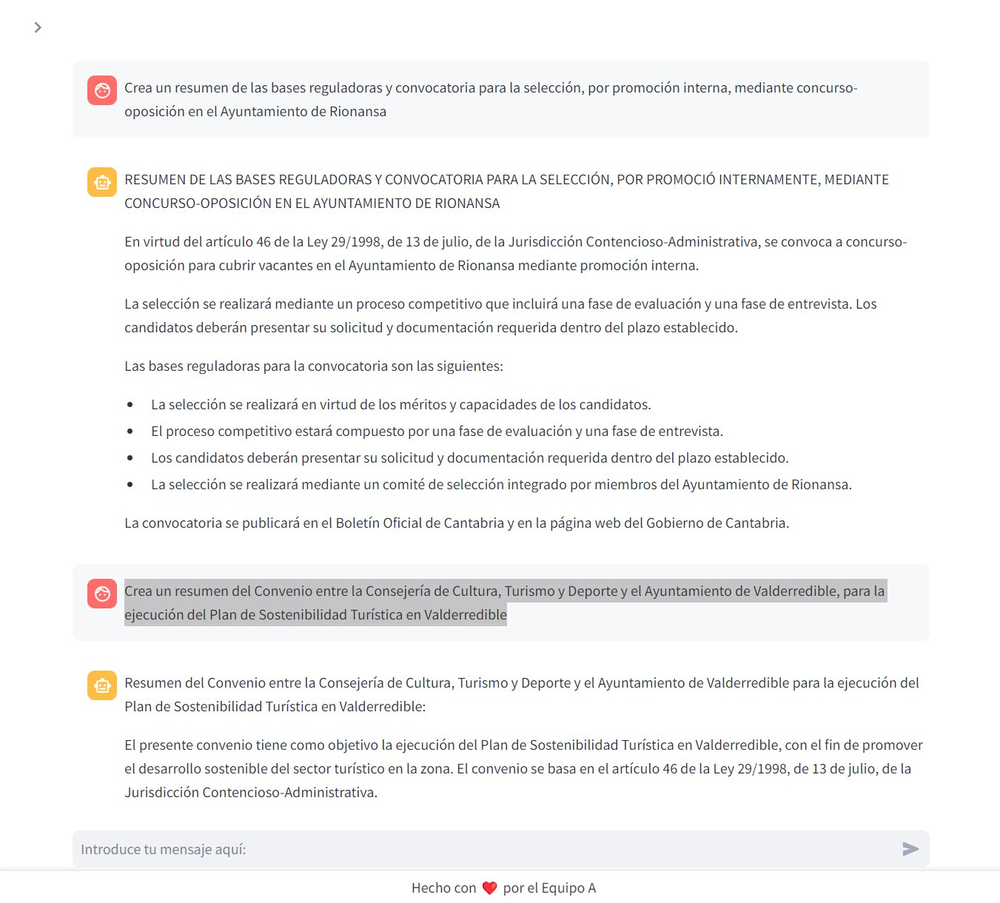 Crea un resumen de las bases reguladoras y convocatoria para la selección, por promoción interna, mediante concurso-
oposición en el Ayuntamiento de Rionansa
RESUMEN DE LAS BASES REGULADORAS Y CONVOCATORIA PARA LA SELECCIÓN, POR PROMOCIÓ INTERNAMENTE, MEDIANTE
CONCURSO-OPOSICIÓN EN EL AYUNTAMIENTO DE RIONANSA
En virtud del artículo 46 de la Ley 29/1998, de 13 de julio, de la Jurisdicción Contencioso-Administrativa, se convoca a concurso-
oposición para cubrir vacantes en el Ayuntamiento de Rionansa mediante promoción interna.
La selección se realizará mediante un proceso competitivo que incluirá una fase de evaluación y una fase de entrevista. Los
candidatos deberán presentar su solicitud y documentación requerida dentro del plazo establecido.
Las bases reguladoras para la convocatoria son las siguientes:
• La selección se realizará en virtud de los méritos y capacidades de los candidatos.
• El proceso competitivo estará compuesto por una fase de evaluación y una fase de entrevista.
• Los candidatos deberán presentar su solicitud y documentación requerida dentro del plazo establecido.
• La selección se realizará mediante un comité de selección integrado por miembros del Ayuntamiento de Rionansa.
La convocatoria se publicará en el Boletín Oficial de Cantabria y en la página web del Gobierno de Cantabria.
Crea un resumen del Convenio entre la Consejería de Cultura, Turismo y Deporte y el Ayuntamiento de Valderredible, para la
ejecución del Plan de Sostenibilidad Turística en Valderredible
Resumen del Convenio entre la Consejería de Cultura, Turismo y Deporte y el Ayuntamiento de Valderredible para la ejecución del
Plan de Sostenibilidad Turística en Valderredible:
El presente convenio tiene como objetivo la ejecución del Plan de Sostenibilidad Turística en Valderredible, con el fin de promover
el desarrollo sostenible del sector turístico en la zona. El convenio se basa en el artículo 46 de la Ley 29/1998, de 13 de julio, de la
Jurisdicción Contencioso-Administrativa.
Introduce tu mensaje aquí:
Hecho con ❤️ por el Equipo A